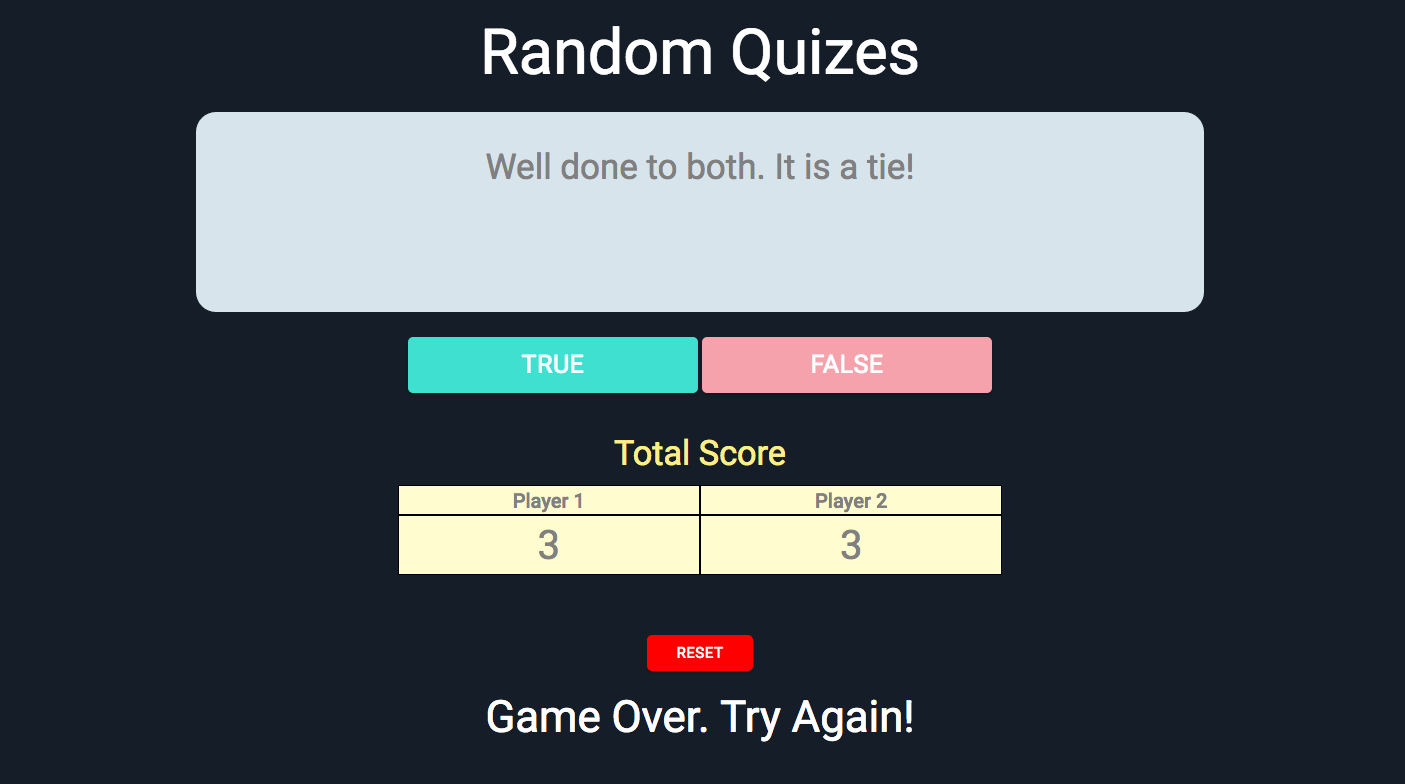 Random Quizes
Well done to both. It is a tie!
TRUE FALSE
Total Score
Player 1 Player 2
3 3
RESET
Game Over. Try Again!